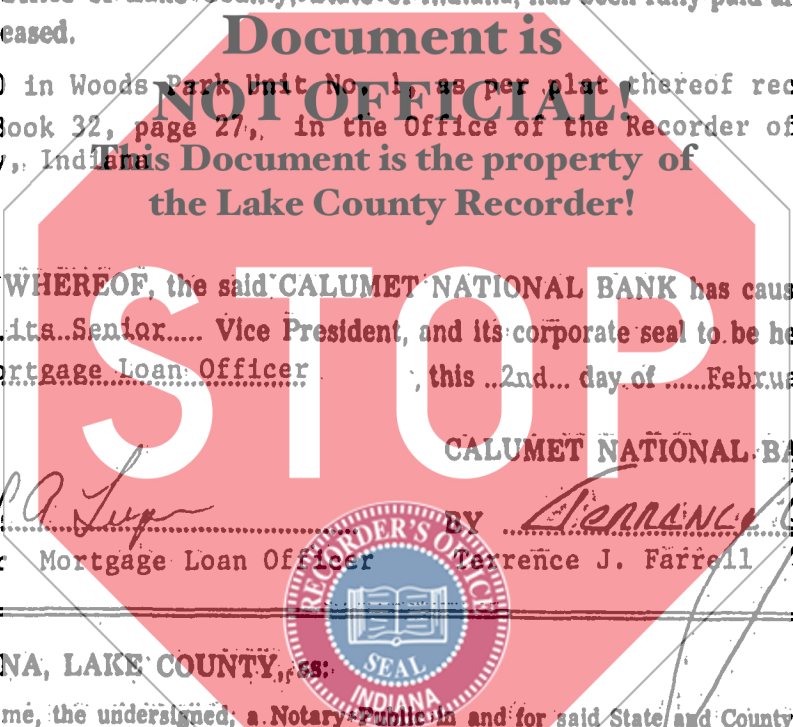 eased.
Document is
in Woods Park Unit No. 1, as per plat thereof rec
NOT OFFICIAL!
Book 32, page 27, in the Office of the Recorder of
, Indiana
This Document is the property of
the Lake County Recorder!
STOP
WHEREOF, the said CALUMET NATIONAL BANK has caus
its Senior Vice President, and its corporate seal to be he
rtgage Loan Officer , this 2nd day of Februa
CALUMET NATIONAL BA
BY TERRENCE
Mortgage Loan Officer Terrence J. Farrell
RECORDER'S OFFICE
SEAL
INDIANA
NA, LAKE COUNTY, ss:
me, the undersigned, a Notary Public in and for said State and County